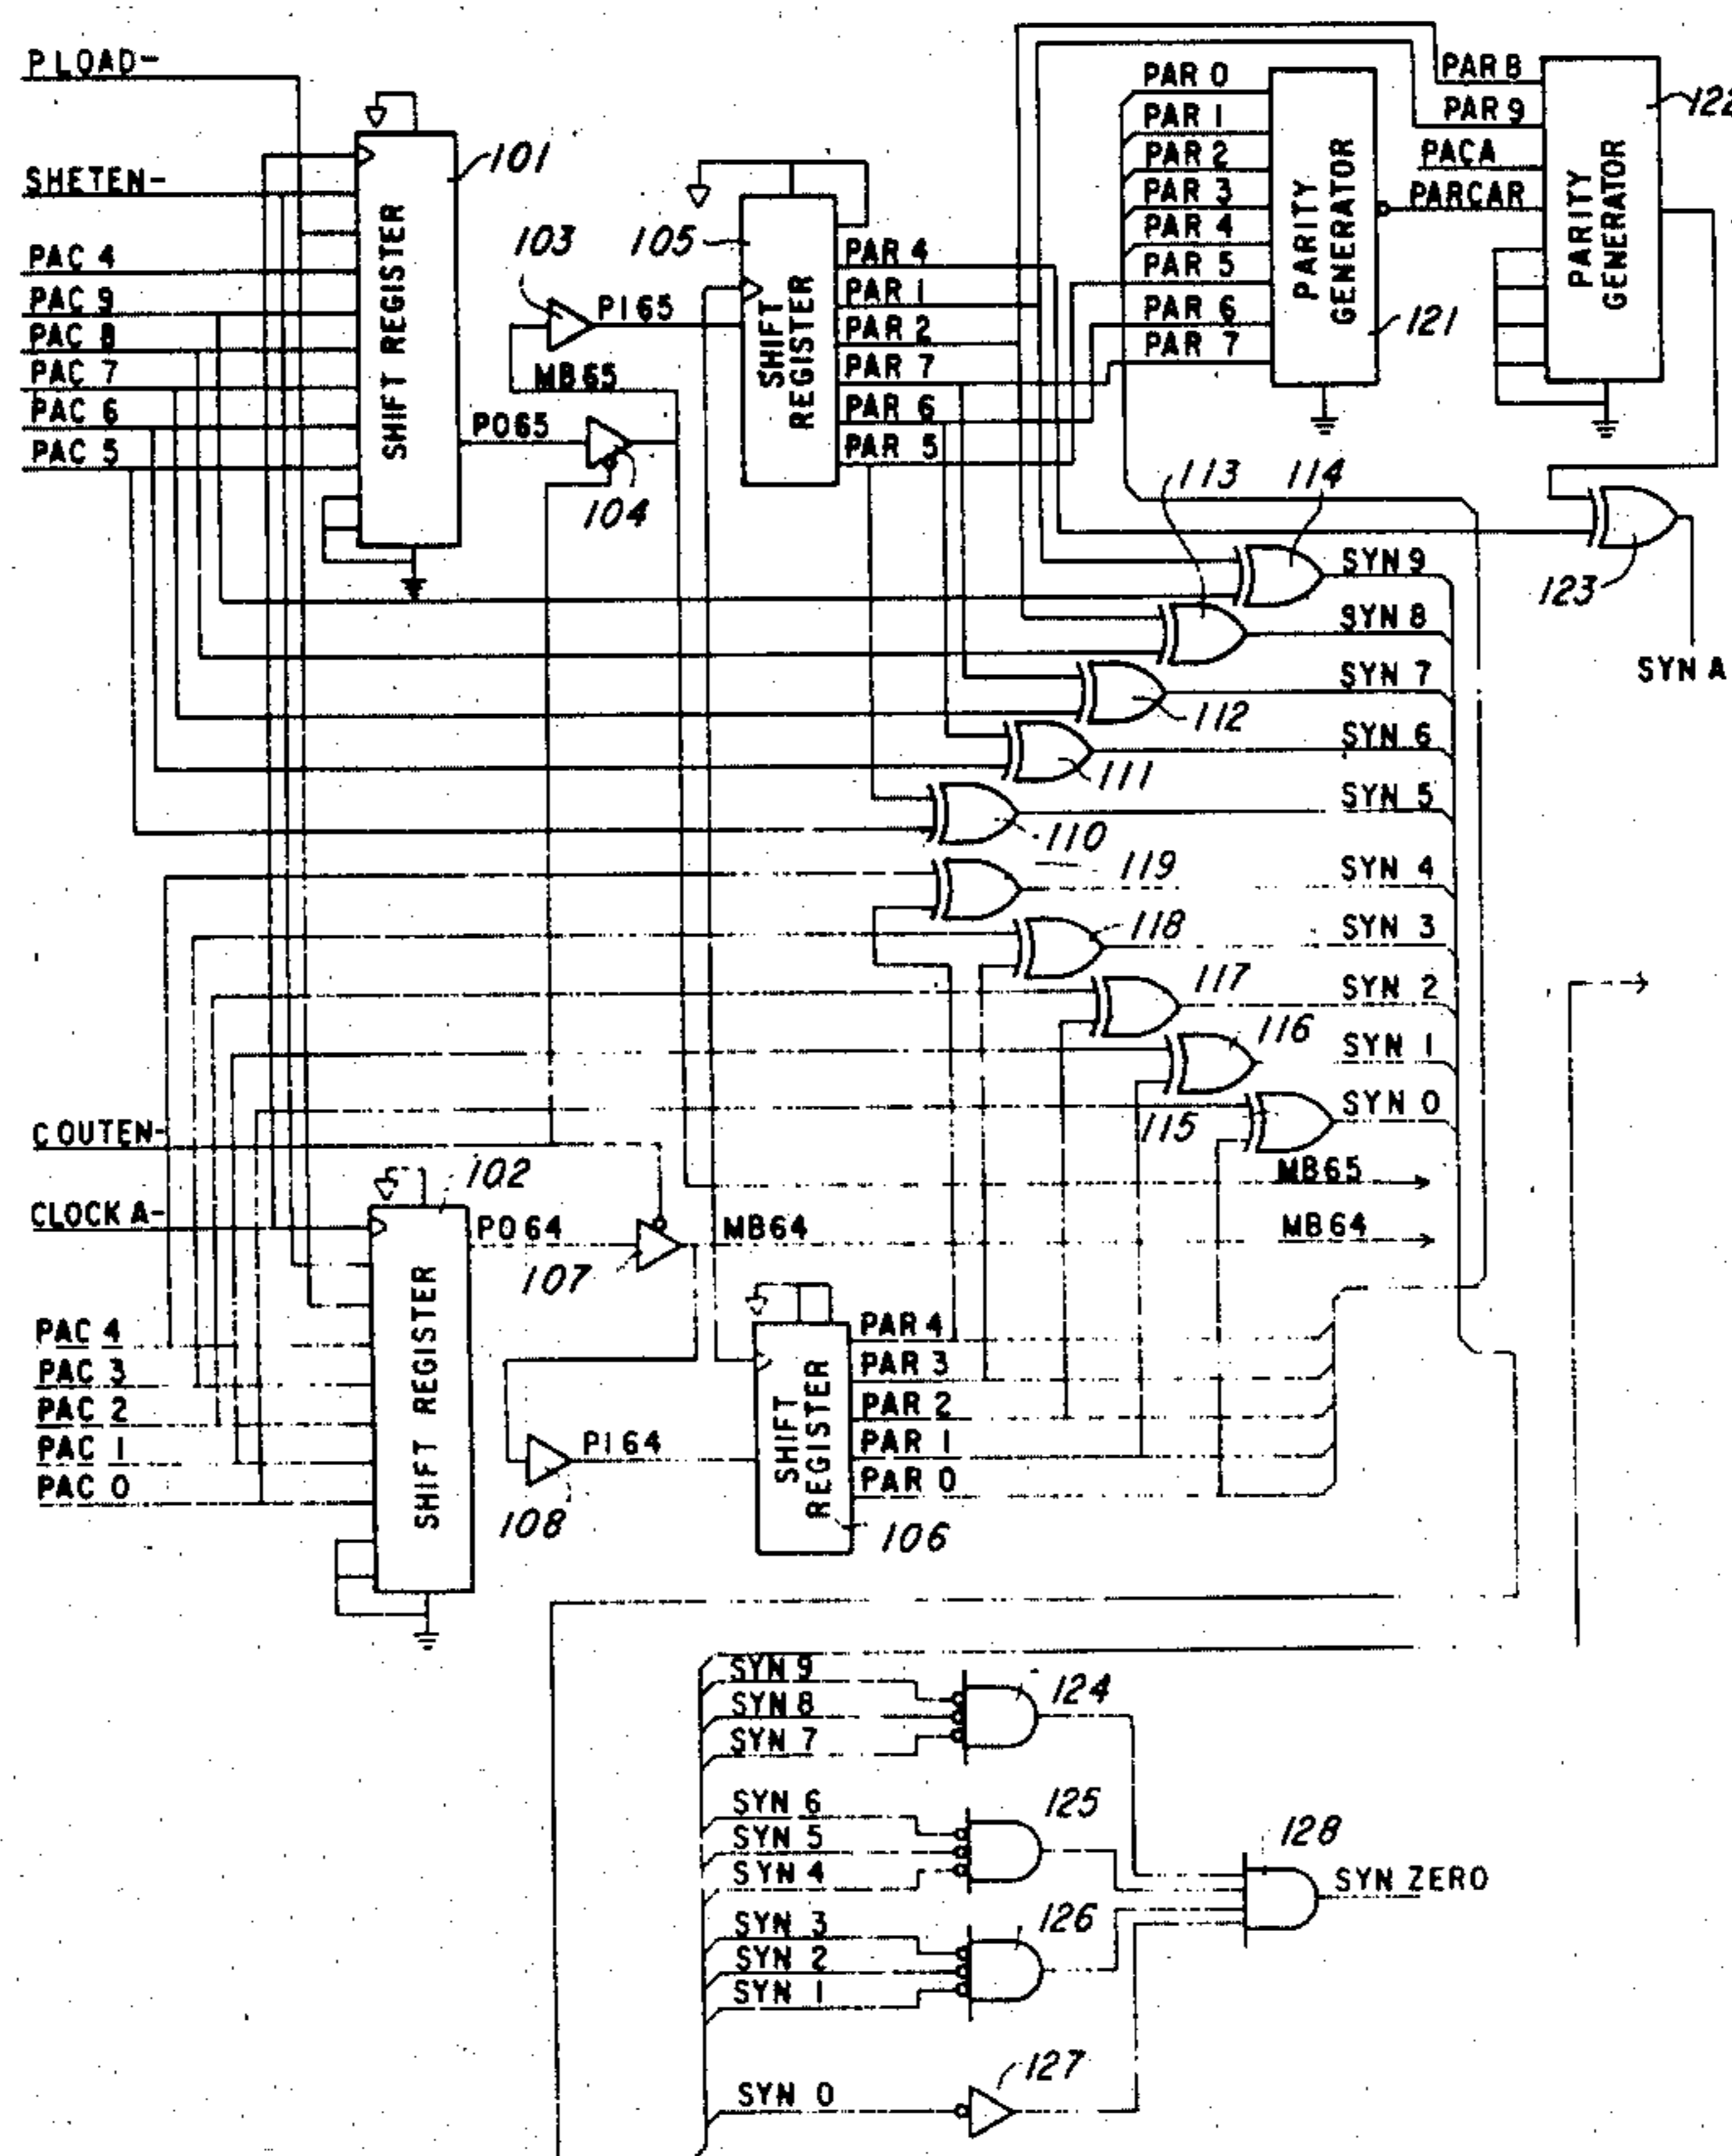 P.LOAD-
SHETEN-
PAC 4
PAC 9
PAC 8
PAC 7
PAC 6
PAC 5
SHIFT REGISTER
101
103
PI65
MB65
PO65
104
105
SHIFT REGISTER
PAR 4
PAR 1
PAR 2
PAR 7
PAR 6
PAR 5
PAR 0
PAR 1
PAR 2
PAR 3
PAR 4
PAR 5
PAR 6
PAR 7
PARITY GENERATOR
121
PAR 8
PAR 9
PACA
PARCAR
PARITY GENERATOR
122
113
114
123
SYN A
SYN 9
SYN 8
SYN 7
112
SYN 6
111
SYN 5
110
119
SYN 4
118
SYN 3
117
SYN 2
116
SYN 1
115
SYN 0
COUTEN-
CLOCK A-
102
PO64
107
MB64
MB65
MB64
PAC 4
PAC 3
PAC 2
PAC 1
PAC 0
SHIFT REGISTER
PI64
108
SHIFT REGISTER
106
PAR 4
PAR 3
PAR 2
PAR 1
PAR 0
SYN 9
SYN 8
SYN 7
124
SYN 6
SYN 5
SYN 4
125
SYN 3
SYN 2
SYN 1
126
128
SYN ZERO
SYN 0
127